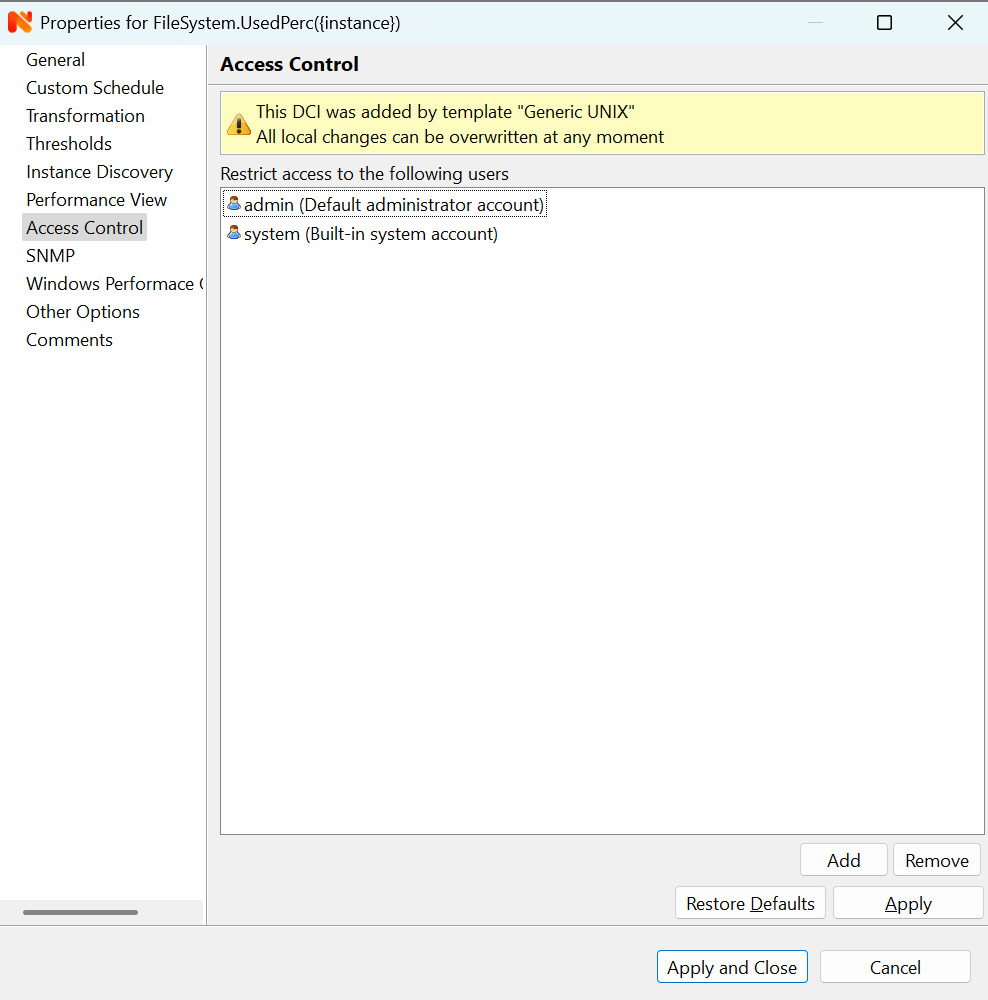 Properties for FileSystem.UsedPerc({instance})
General
Custom Schedule
Transformation
Thresholds
Instance Discovery
Performance View
Access Control
SNMP
Windows Performace
Other Options
Comments
Access Control
This DCI was added by template "Generic UNIX"
All local changes can be overwritten at any moment
Restrict access to the following users
admin (Default administrator account)
system (Built-in system account)
Add
Remove
Restore Defaults
Apply
Apply and Close
Cancel